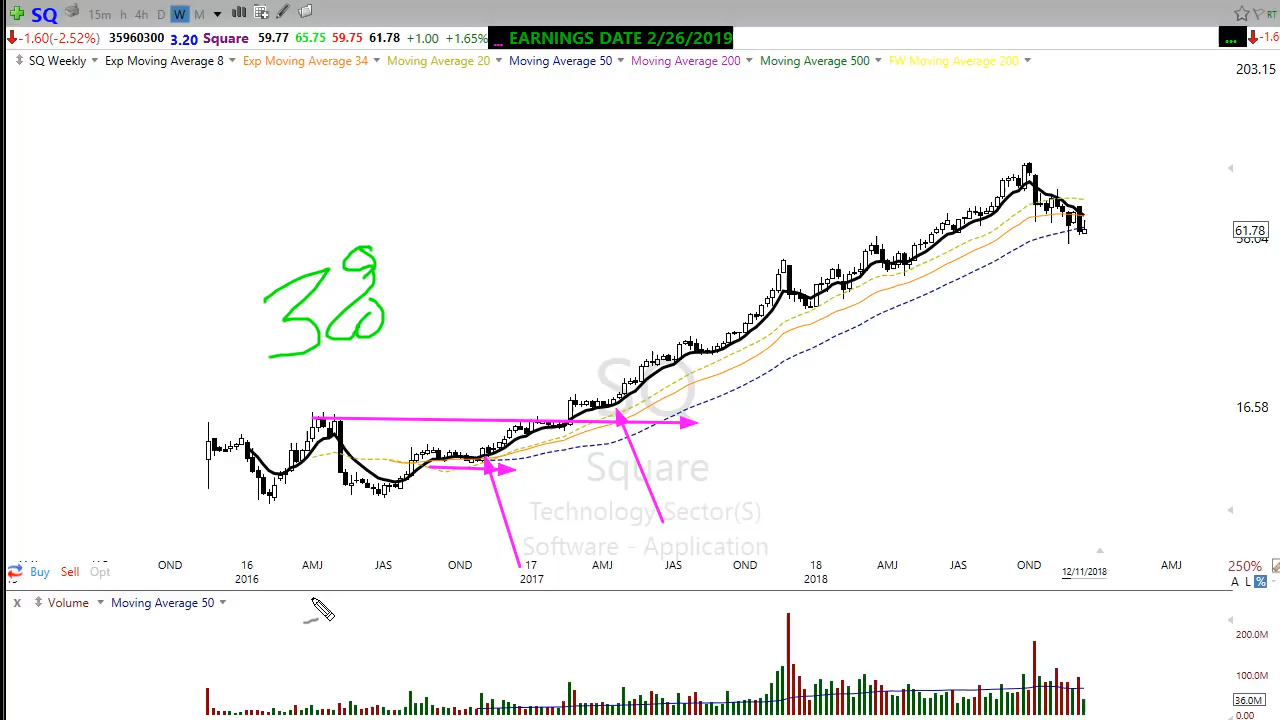 SQ 15m h 4h D W M RT
-1.60(-2.52%) 35960300 3.20 Square 59.77 65.75 59.75 61.78 +1.00 +1.65% ... EARNINGS DATE 2/26/2019 ... -1.6
SQ Weekly Exp Moving Average 8 Exp Moving Average 34 Moving Average 20 Moving Average 50 Moving Average 200 Moving Average 500 FW Moving Average 200
203.15
61.78
38
16.58
SQ
Square
Technology Sector(S)
Software - Application
OND 16 AMJ JAS OND 17 AMJ JAS OND 18 AMJ JAS OND AMJ
2016 2017 2018 12/11/2018
250%
Buy Sell Opt
A L %
X Volume Moving Average 50
200.0M
100.0M
36.0M
0.00